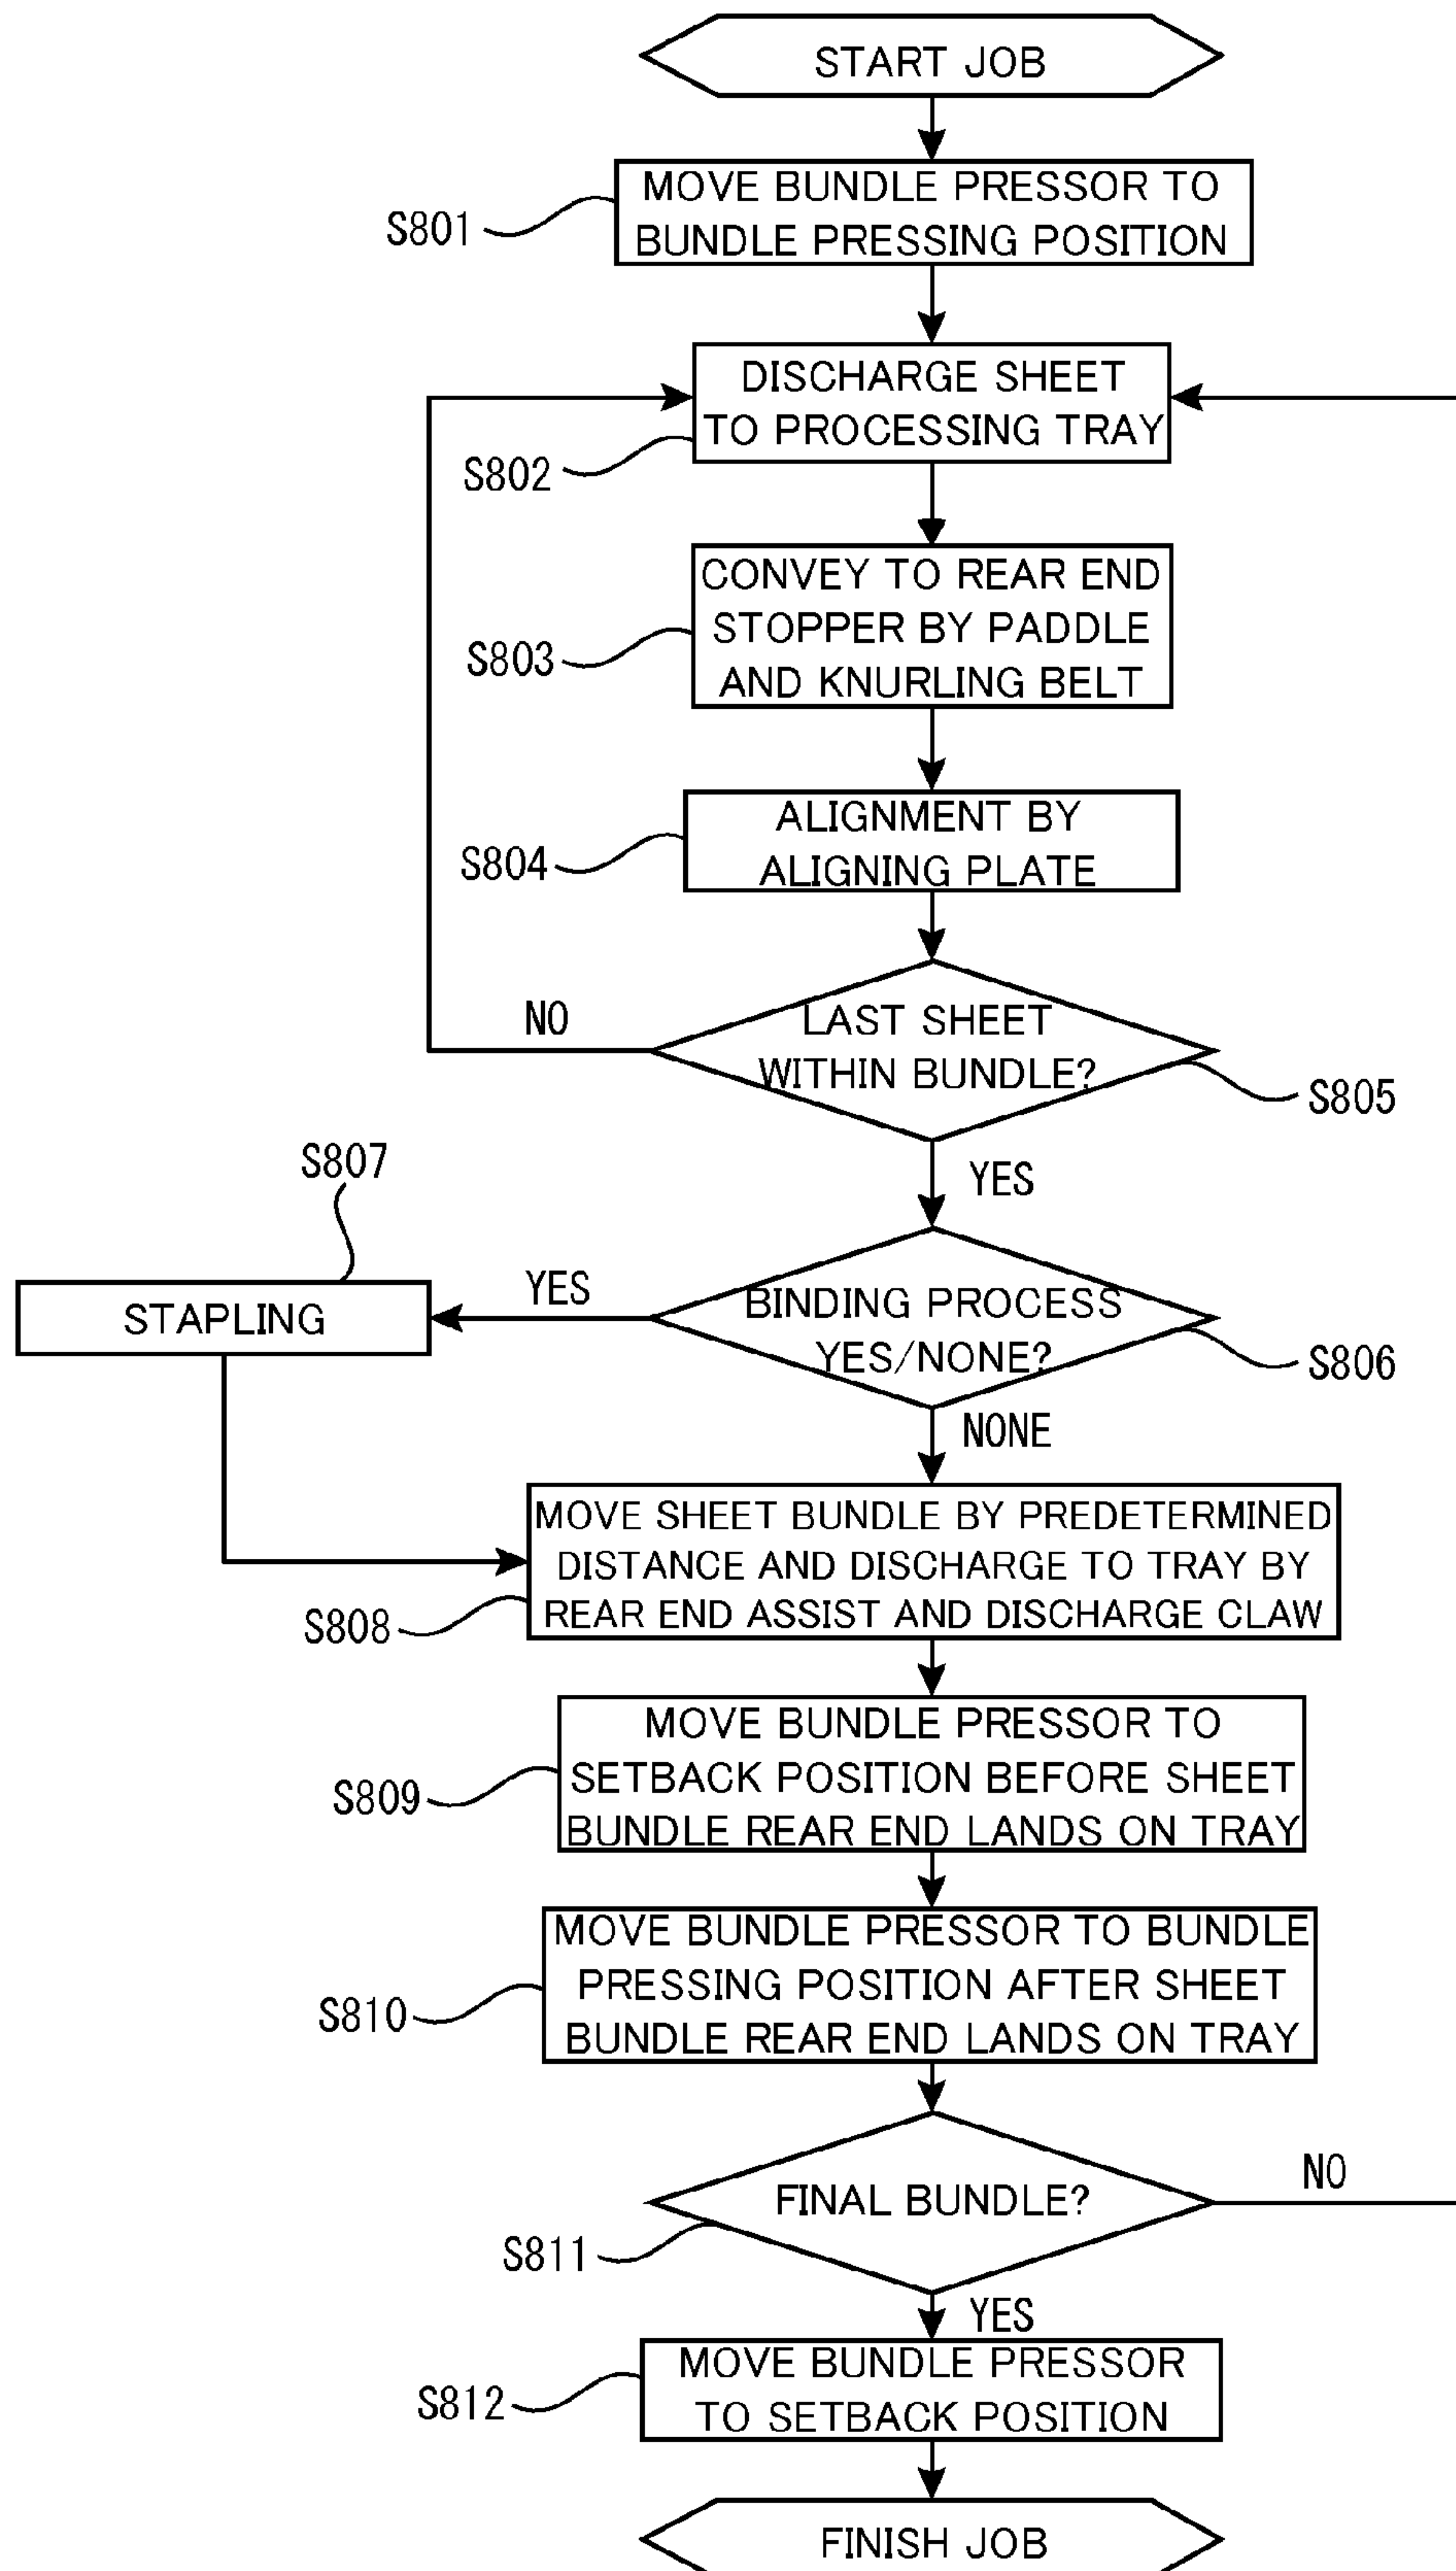 START JOB
S801
MOVE BUNDLE PRESSOR TO
BUNDLE PRESSING POSITION
DISCHARGE SHEET
TO PROCESSING TRAY
S802
CONVEY TO REAR END
STOPPER BY PADDLE
AND KNURLING BELT
S803
ALIGNMENT BY
ALIGNING PLATE
S804
LAST SHEET
WITHIN BUNDLE?
NO
S805
YES
S807
STAPLING
YES
BINDING PROCESS
YES/NONE?
S806
NONE
MOVE SHEET BUNDLE BY PREDETERMINED
DISTANCE AND DISCHARGE TO TRAY BY
REAR END ASSIST AND DISCHARGE CLAW
S808
MOVE BUNDLE PRESSOR TO
SETBACK POSITION BEFORE SHEET
BUNDLE REAR END LANDS ON TRAY
S809
MOVE BUNDLE PRESSOR TO BUNDLE
PRESSING POSITION AFTER SHEET
BUNDLE REAR END LANDS ON TRAY
S810
FINAL BUNDLE?
NO
S811
YES
MOVE BUNDLE PRESSOR
TO SETBACK POSITION
S812
FINISH JOB